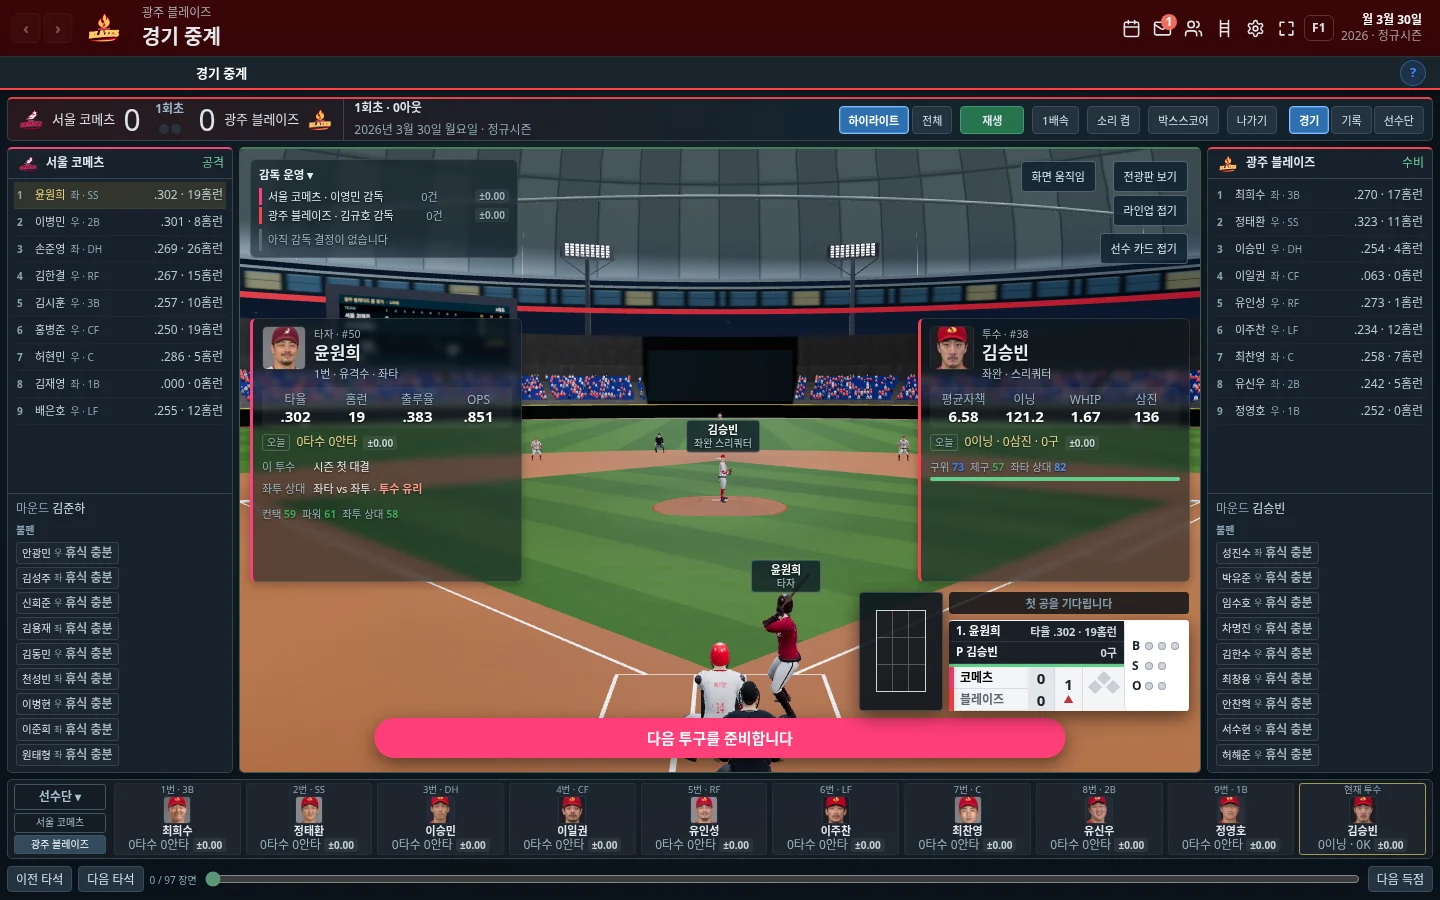 광주 블레이즈
경기 중계
1
F1
월 3월 30일
2026 · 정규시즌
경기 중계
?
서울 코메츠 0 1회초 0 광주 블레이즈
1회초 · 0아웃
2026년 3월 30일 월요일 · 정규시즌
하이라이트 전체 재생 1배속 소리 켬 박스스코어 나가기 경기 기록 선수단
서울 코메츠 공격
1 윤원희 좌 · SS .302 · 19홈런
2 이병민 우 · 2B .301 · 8홈런
3 손준영 좌 · DH .269 · 26홈런
4 김한결 우 · RF .267 · 15홈런
5 김시훈 우 · 3B .257 · 10홈런
6 홍병준 우 · CF .250 · 19홈런
7 허현민 우 · C .286 · 5홈런
8 김재영 좌 · 1B .000 · 0홈런
9 배은호 우 · LF .255 · 12홈런
마운드 김준하
불펜
안광민 우 휴식 충분
김성주 좌 휴식 충분
신희준 우 휴식 충분
김용재 좌 휴식 충분
김동민 우 휴식 충분
천성빈 좌 휴식 충분
이병현 우 휴식 충분
이준희 좌 휴식 충분
원태형 좌 휴식 충분
감독 운영 ▾
서울 코메츠 · 이영민 감독 0건 ±0.00
광주 블레이즈 · 김규호 감독 0건 ±0.00
아직 감독 결정이 없습니다
화면 움직임 전광판 보기
라인업 접기
선수 카드 접기
타자 · #50
윤원희
1번 · 유격수 · 좌타
타율 홈런 출루율 OPS
.302 19 .383 .851
오늘 0타수 0안타 ±0.00
이 투수 시즌 첫 대결
좌투 상대 좌타 vs 좌투 · 투수 유리
컨택 59 파워 61 좌투 상대 58
김승빈
좌완 스리쿼터
윤원희
타자
14
투수 · #38
김승빈
좌완 · 스리쿼터
평균자책 이닝 WHIP 삼진
6.58 121.2 1.67 136
오늘 0이닝 · 0삼진 · 0구 ±0.00
구위 73 제구 57 좌타 상대 82
첫 공을 기다립니다
1. 윤원희 타율 .302 · 19홈런
P 김승빈 0구
코메츠 0
블레이즈 0
1
B
S
O
다음 투구를 준비합니다
광주 블레이즈 수비
1 최희수 좌 · 3B .270 · 17홈런
2 정태환 우 · SS .323 · 11홈런
3 이승민 우 · DH .254 · 4홈런
4 이일권 좌 · CF .063 · 0홈런
5 유인성 우 · RF .273 · 1홈런
6 이주찬 우 · LF .234 · 12홈런
7 최찬영 좌 · C .258 · 7홈런
8 유신우 좌 · 2B .242 · 5홈런
9 정영호 우 · 1B .252 · 0홈런
마운드 김승빈
불펜
성진수 좌 휴식 충분
박유준 우 휴식 충분
임수호 우 휴식 충분
차명진 우 휴식 충분
김한수 우 휴식 충분
최창용 우 휴식 충분
안찬혁 우 휴식 충분
서수현 우 휴식 충분
허해준 우 휴식 충분
선수단 ▾
서울 코메츠
광주 블레이즈
1번 · 3B
최희수
0타수 0안타 ±0.00
2번 · SS
정태환
0타수 0안타 ±0.00
3번 · DH
이승민
0타수 0안타 ±0.00
4번 · CF
이일권
0타수 0안타 ±0.00
5번 · RF
유인성
0타수 0안타 ±0.00
6번 · LF
이주찬
0타수 0안타 ±0.00
7번 · C
최찬영
0타수 0안타 ±0.00
8번 · 2B
유신우
0타수 0안타 ±0.00
9번 · 1B
정영호
0타수 0안타 ±0.00
현재 투수
김승빈
0이닝 · 0K ±0.00
이전 타석 다음 타석 0 / 97 장면 다음 득점